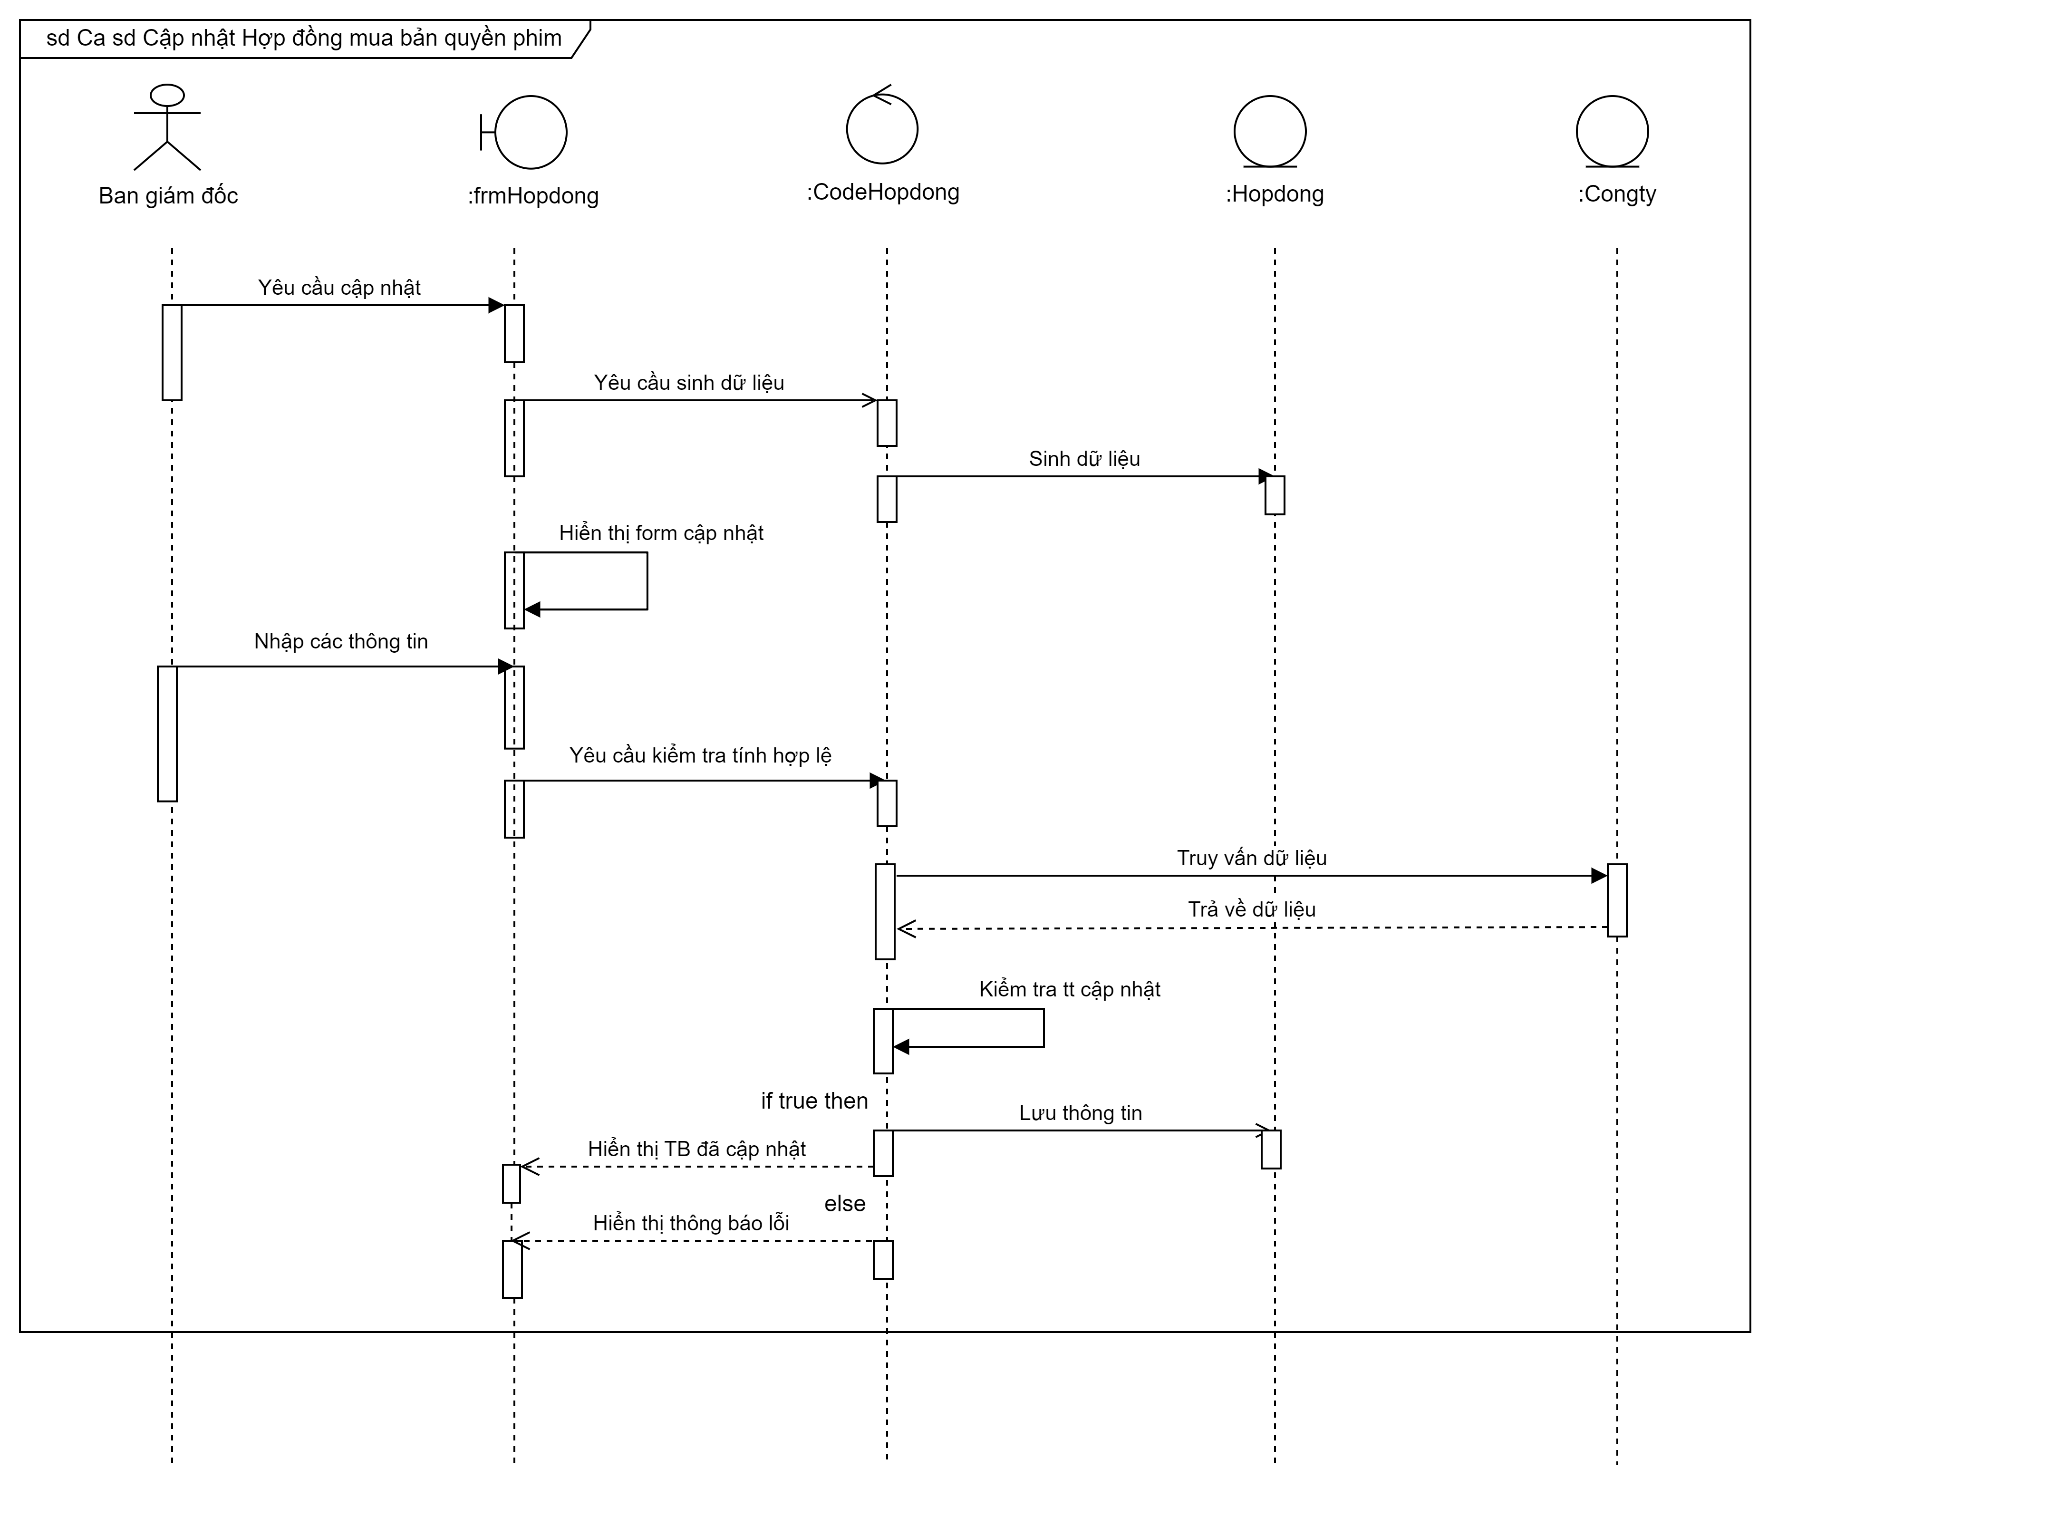 sd Ca sd Cập nhật Hợp đồng mua bản quyền phim
Ban giám đốc
:frmHopdong
:CodeHopdong
:Hopdong
:Congty
Yêu cầu cập nhật
Yêu cầu sinh dữ liệu
Sinh dữ liệu
Hiển thị form cập nhật
Nhập các thông tin
Yêu cầu kiểm tra tính hợp lệ
Truy vấn dữ liệu
Trả về dữ liệu
Kiểm tra tt cập nhật
if true then
Lưu thông tin
Hiển thị TB đã cập nhật
else
Hiển thị thông báo lỗi